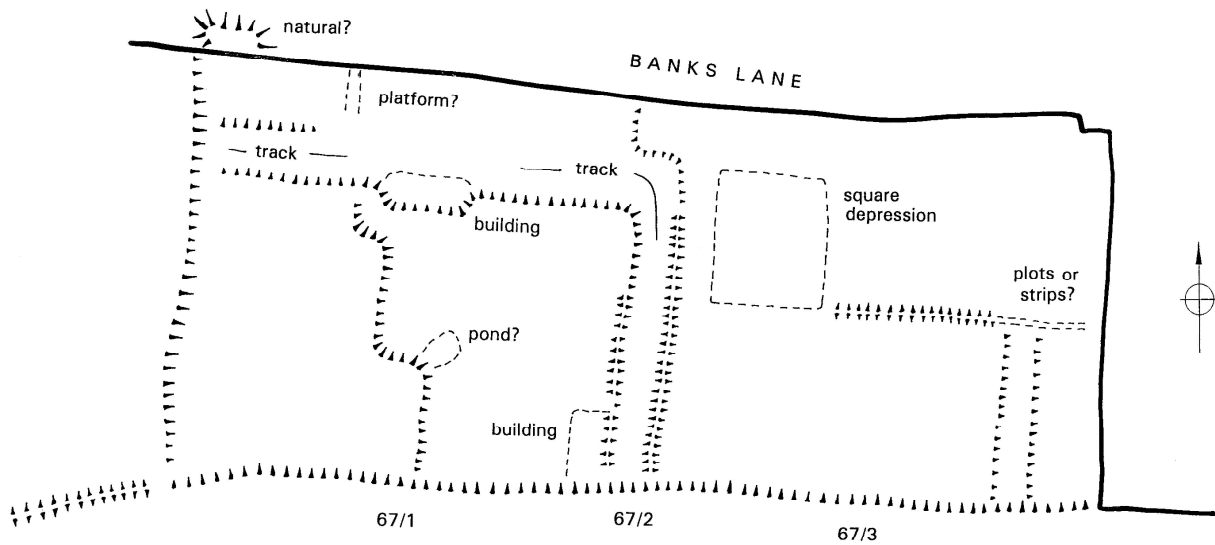 natural?
BANKS LANE
platform?
track
track
building
square
depression
plots or
strips?
pond?
building
67/1
67/2
67/3